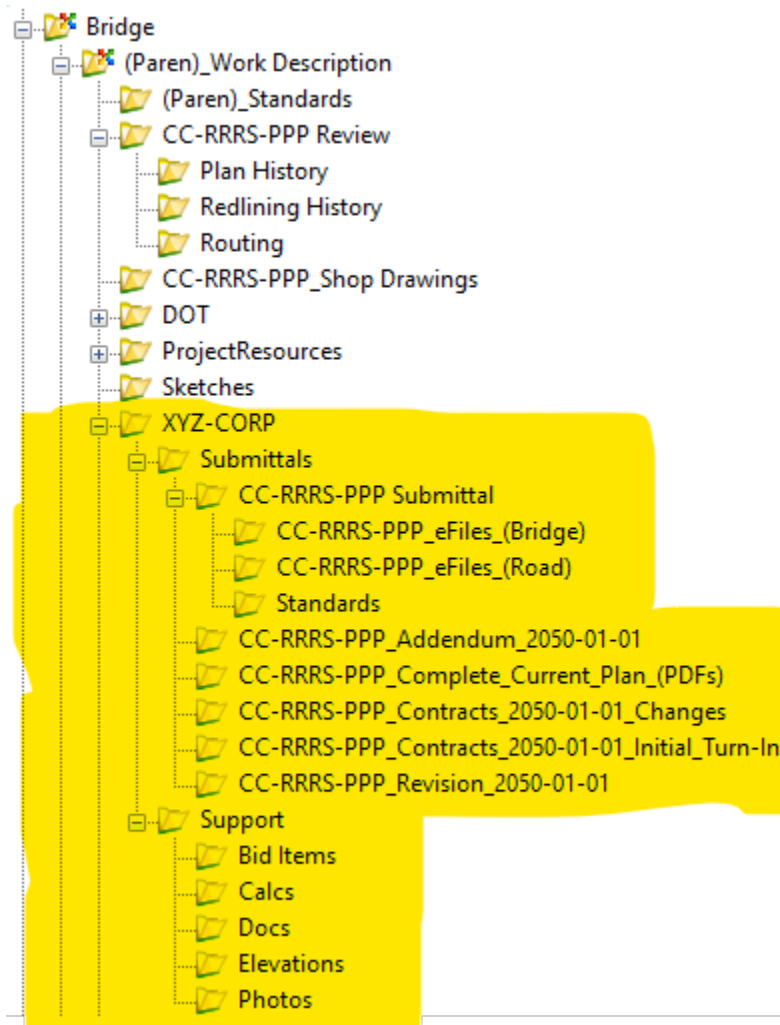 Bridge
(Paren)_Work Description
(Paren)_Standards
CC-RRRS-PPP Review
Plan History
Redlining History
Routing
CC-RRRS-PPP_Shop Drawings
DOT
ProjectResources
Sketches
XYZ-CORP
Submittals
CC-RRRS-PPP Submittal
CC-RRRS-PPP_eFiles_(Bridge)
CC-RRRS-PPP_eFiles_(Road)
Standards
CC-RRRS-PPP_Addendum_2050-01-01
CC-RRRS-PPP_Complete_Current_Plan_(PDFs)
CC-RRRS-PPP_Contracts_2050-01-01_Changes
CC-RRRS-PPP_Contracts_2050-01-01_Initial_Turn-In
CC-RRRS-PPP_Revision_2050-01-01
Support
Bid Items
Calcs
Docs
Elevations
Photos